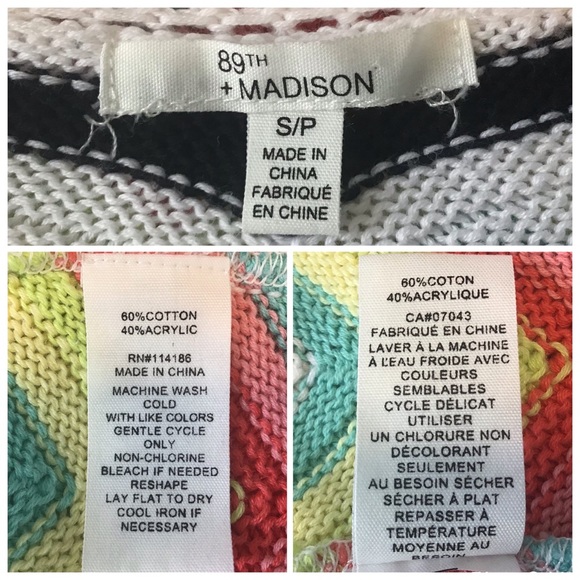 89TH
+MADISON
S/P
MADE IN
CHINA
FABRIQUÉ
EN CHINE
60%COTTON
40%ACRYLIC
RN#114186
MADE IN CHINA
MACHINE WASH
COLD
WITH LIKE COLORS
GENTLE CYCLE
ONLY
NON-CHLORINE
BLEACH IF NEEDED
RESHAPE
LAY FLAT TO DRY
COOL IRON IF
NECESSARY
60%COTON
40%ACRYLIQUE
CA#07043
FABRIQUÉ EN CHINE
LAVER À LA MACHINE
À L'EAU FROIDE AVEC
COULEURS
SEMBLABLES
CYCLE DÉLICAT
UTILISER
UN CHLORURE NON
DÉCOLORANT
SEULEMENT
AU BESOIN SÉCHER
SÉCHER À PLAT
REPASSER À
TEMPÉRATURE
MOYENNE AU
BESOIN